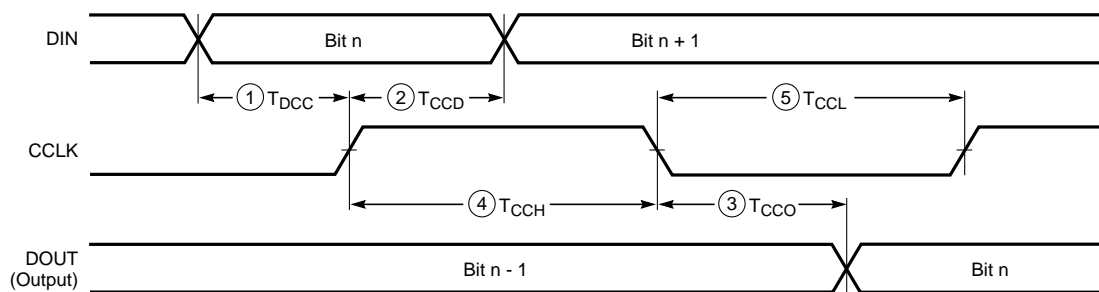 DIN
Bit n
Bit n + 1
1 TDCC
2 TCCD
5 TCCL
CCLK
4 TCCH
3 TCCO
DOUT
(Output)
Bit n - 1
Bit n